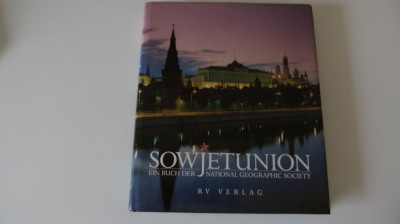 SOWJETUNION
EIN BUCH DER NATIONAL GEOGRAPHIC SOCIETY
RV VERLAG